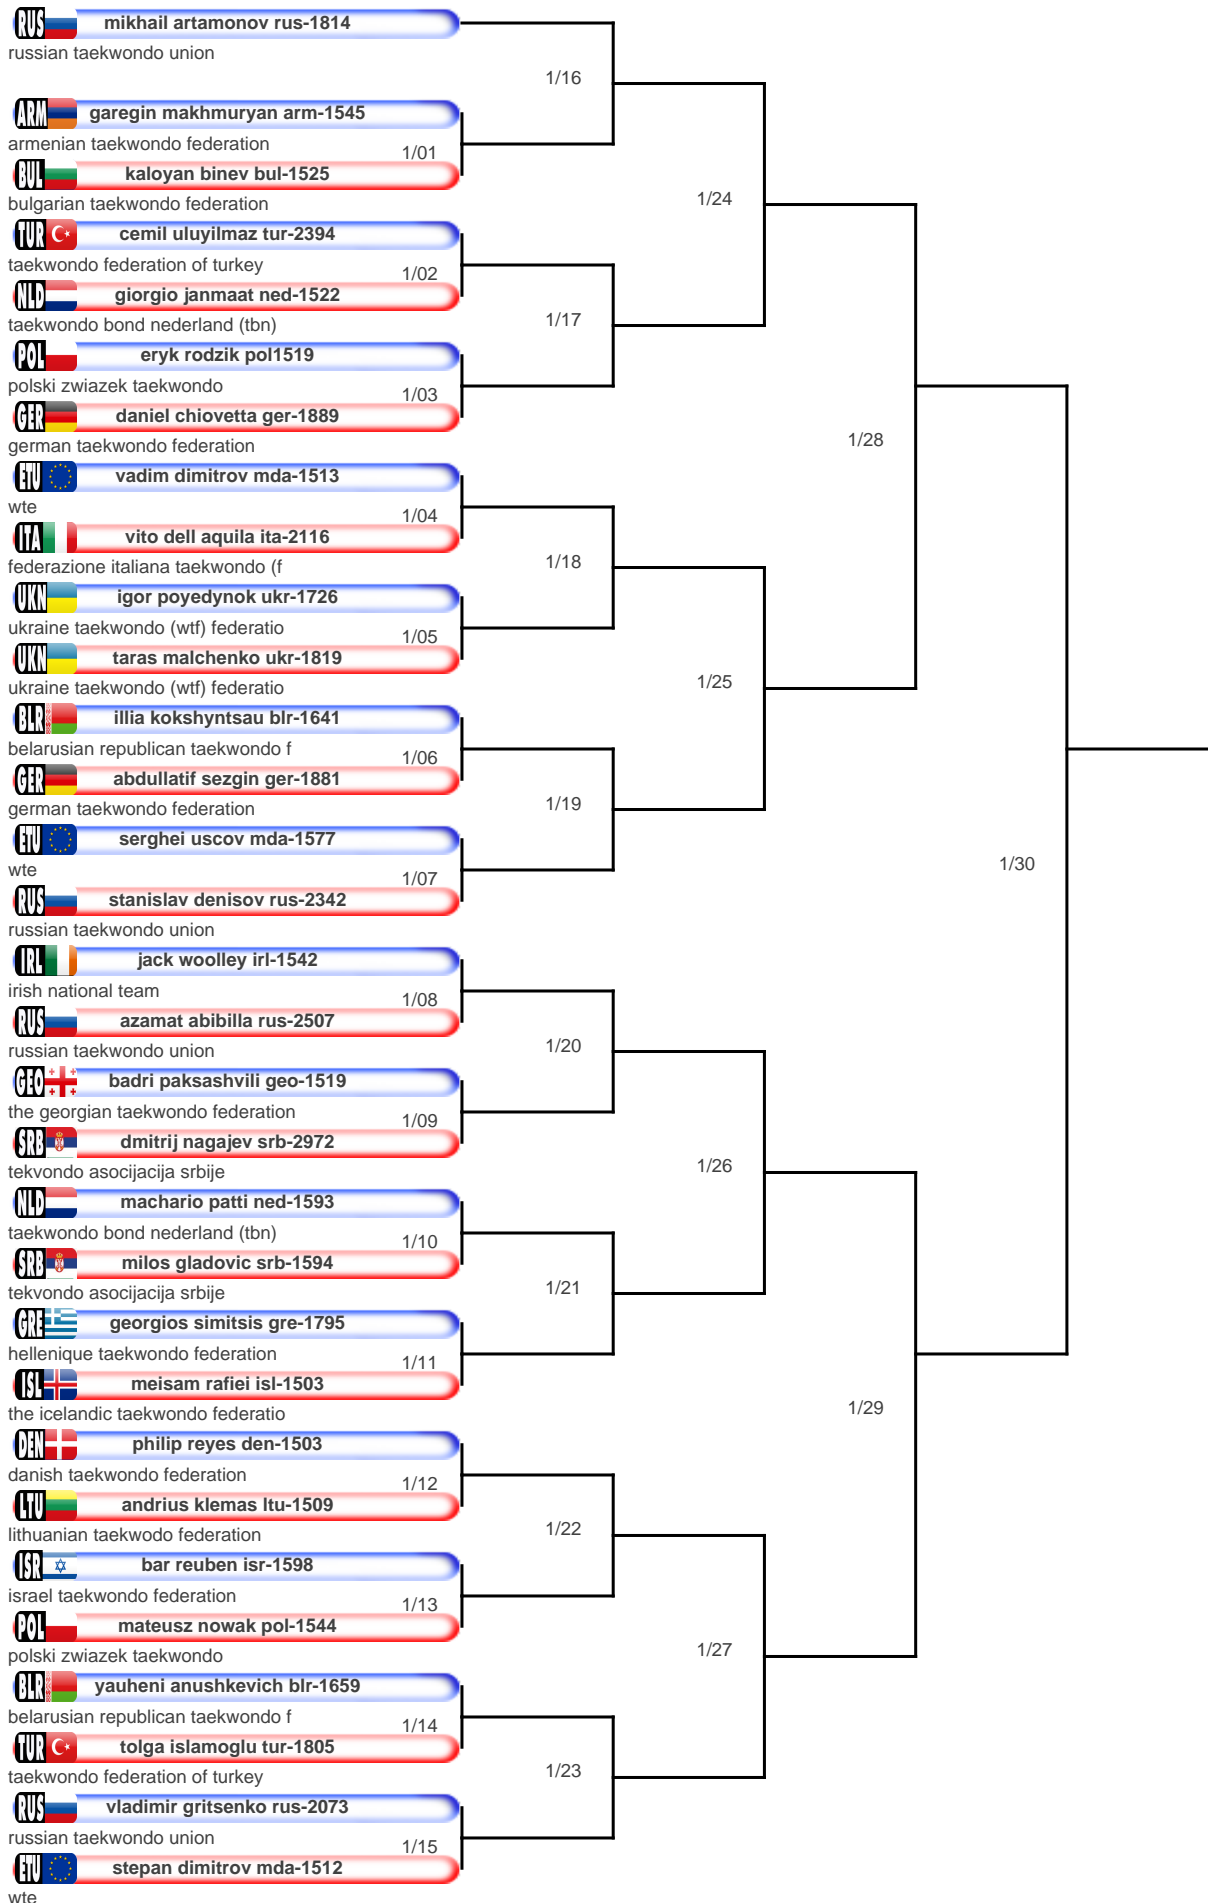 RUS mikhail artamonov rus-1814
russian taekwondo union
1/16
ARM garegin makhmuryan arm-1545
armenian taekwondo federation
1/01
BUL kaloyan binev bul-1525
bulgarian taekwondo federation
1/24
TUR cemil uluyilmaz tur-2394
taekwondo federation of turkey
1/02
NLD giorgio janmaat ned-1522
taekwondo bond nederland (tbn)
1/17
POL eryk rodzik pol1519
polski zwiazek taekwondo
1/03
GER daniel chiovetta ger-1889
german taekwondo federation
1/28
ETU vadim dimitrov mda-1513
wte
1/04
ITA vito dell aquila ita-2116
federazione italiana taekwondo (f
1/18
UKN igor poyedynok ukr-1726
ukraine taekwondo (wtf) federatio
1/05
UKN taras malchenko ukr-1819
ukraine taekwondo (wtf) federatio
1/25
BLR illia kokshyntsau blr-1641
belarusian republican taekwondo f
1/06
GER abdullatif sezgin ger-1881
german taekwondo federation
1/19
ETU serghei uscov mda-1577
wte
1/07
1/30
RUS stanislav denisov rus-2342
russian taekwondo union
IRL jack woolley irl-1542
irish national team
1/08
RUS azamat abibilla rus-2507
russian taekwondo union
1/20
GEO badri paksashvili geo-1519
the georgian taekwondo federation
1/09
SRB dmitrij nagajev srb-2972
tekvondo asocijacija srbije
1/26
NLD machario patti ned-1593
taekwondo bond nederland (tbn)
1/10
SRB milos gladovic srb-1594
tekvondo asocijacija srbije
1/21
GRE georgios simitsis gre-1795
hellenique taekwondo federation
1/11
ISL meisam rafiei isl-1503
the icelandic taekwondo federatio
1/29
DEN philip reyes den-1503
danish taekwondo federation
1/12
LTU andrius klemas ltu-1509
lithuanian taekwodo federation
1/22
ISR bar reuben isr-1598
israel taekwondo federation
1/13
POL mateusz nowak pol-1544
polski zwiazek taekwondo
1/27
BLR yauheni anushkevich blr-1659
belarusian republican taekwondo f
1/14
TUR tolga islamoglu tur-1805
taekwondo federation of turkey
1/23
RUS vladimir gritsenko rus-2073
russian taekwondo union
1/15
ETU stepan dimitrov mda-1512
wte